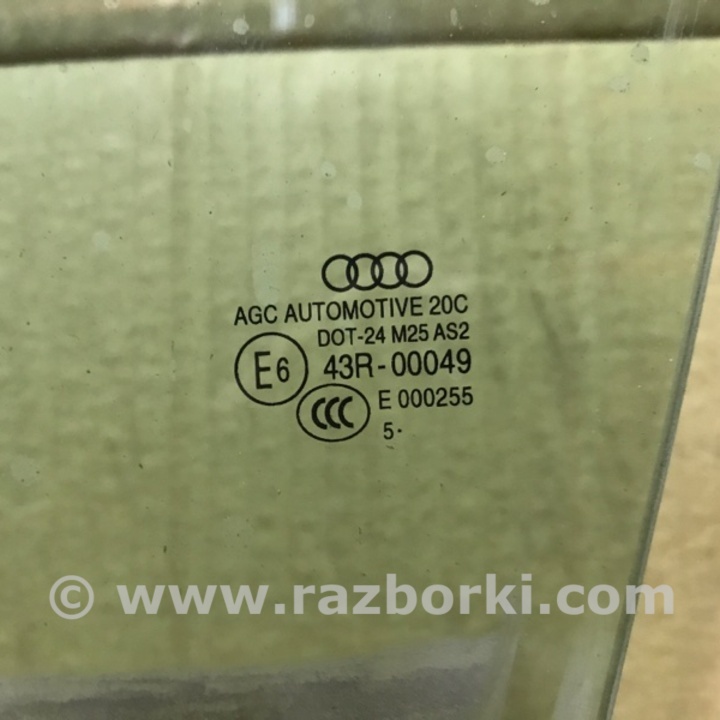 AGC AUTOMOTIVE 20C
DOT-24 M25 AS2
E6 43R-00049
CCC E 000255
5·
© www.razborki.com